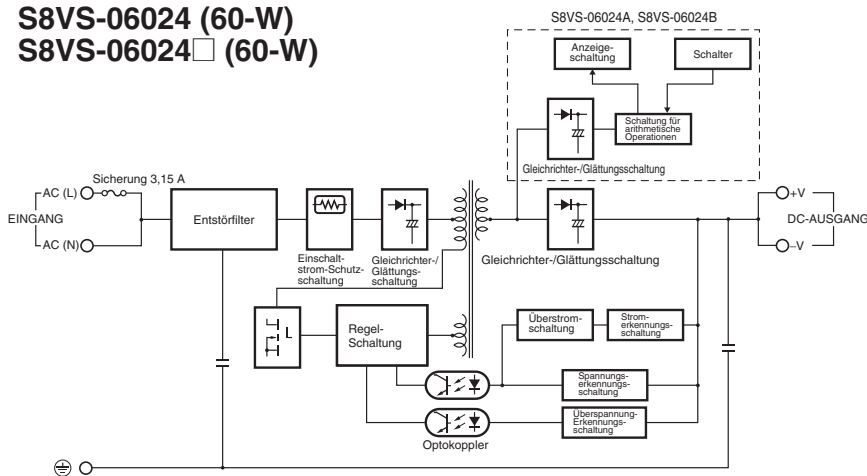 S8VS-06024 (60-W)
S8VS-06024□ (60-W)
S8VS-06024A, S8VS-06024B
Anzeige-
schaltung
Schalter
Schaltung für
arithmetische
Operationen
Gleichrichter-/Glättungsschaltung
Sicherung 3,15 A
AC (L)
EINGANG
AC (N)
Entstörfilter
Einschalt-
strom-Schutz-
schaltung
Gleichrichter-/
Glättungs-
schaltung
Gleichrichter-/Glättungsschaltung
+V
DC-AUSGANG
–V
Regel-
Schaltung
Überstrom-
schaltung
Strom-
erkennungs-
schaltung
Spannungs-
erkennungs-
schaltung
Überspannung-
Erkennungs-
schaltung
Optokoppler